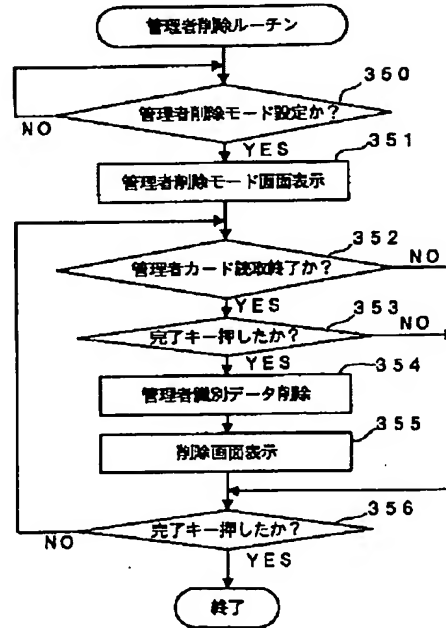 管理者削除ルーチン
350
管理者削除モード設定か?
NO
YES
351
管理者削除モード画面表示
352
管理者カード読取終了か?
NO
YES
353
完了キー押したか?
NO
YES
354
管理者識別データ削除
355
削除画面表示
356
完了キー押したか?
NO
YES
終了